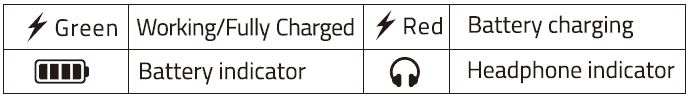 Green Working/Fully Charged Red Battery charging
Battery indicator Headphone indicator